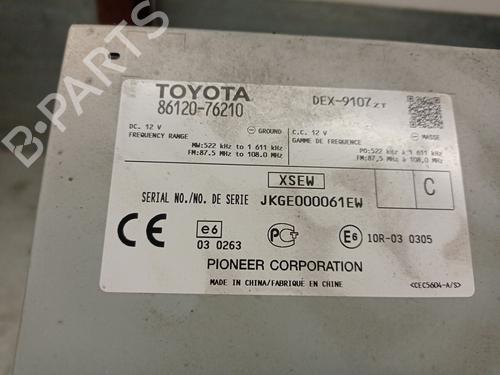 B-PARTS
TOYOTA
86120-76210
DEX-9107 ZT
DC. 12 V
GROUND
C.C. 12 V
MASSE
FREQUENCY RANGE
GAMME DE FREQUENCE
MW:522 kHz to 1 611 kHz
PO:522 kHz à 1 611 kHz
FM:87.5 MHz to 108.0 MHz
FM:87,5 MHz à 108,0 MHz
XSEW
C
SERIAL NO./NO. DE SERIE JKGE000061EW
CE
e6
03 0263
E6
10R-03 0305
PIONEER CORPORATION
MADE IN CHINA/FABRIQUE EN CHINE
<CEC5604-A/S>